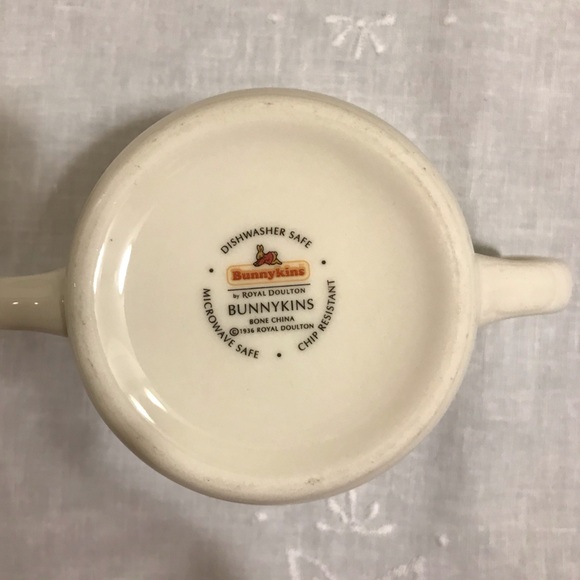 DISHWASHER SAFE
Bunnykins
by ROYAL DOULTON
BUNNYKINS
BONE CHINA
©1936 ROYAL DOULTON
MICROWAVE SAFE
CHIP RESISTANT